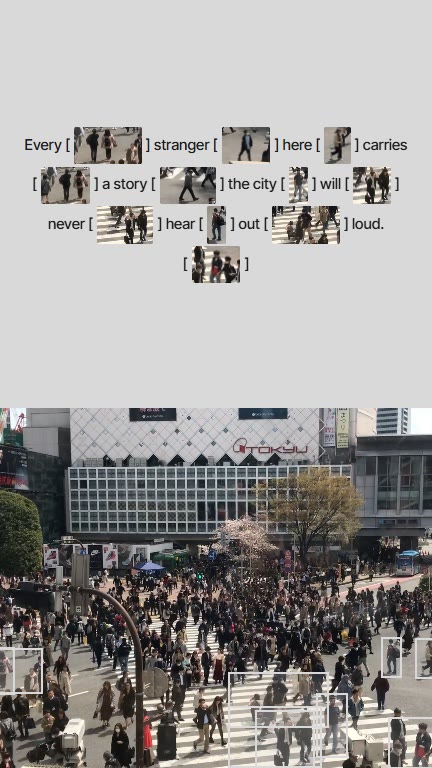 Every [ ] stranger [ ] here [ ] carries
[ ] a story [ ] the city [ ] will [ ]
never [ ] hear [ ] out [ ] loud.
[ ]
TOKYU